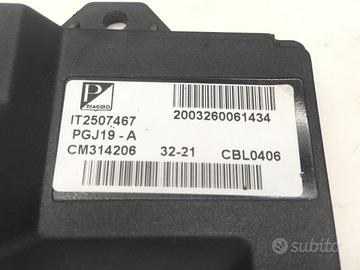 P
PIAGGIO
IT2507467 2003260061434
PGJ19 - A
CM314206 32-21 CBL0406
subito